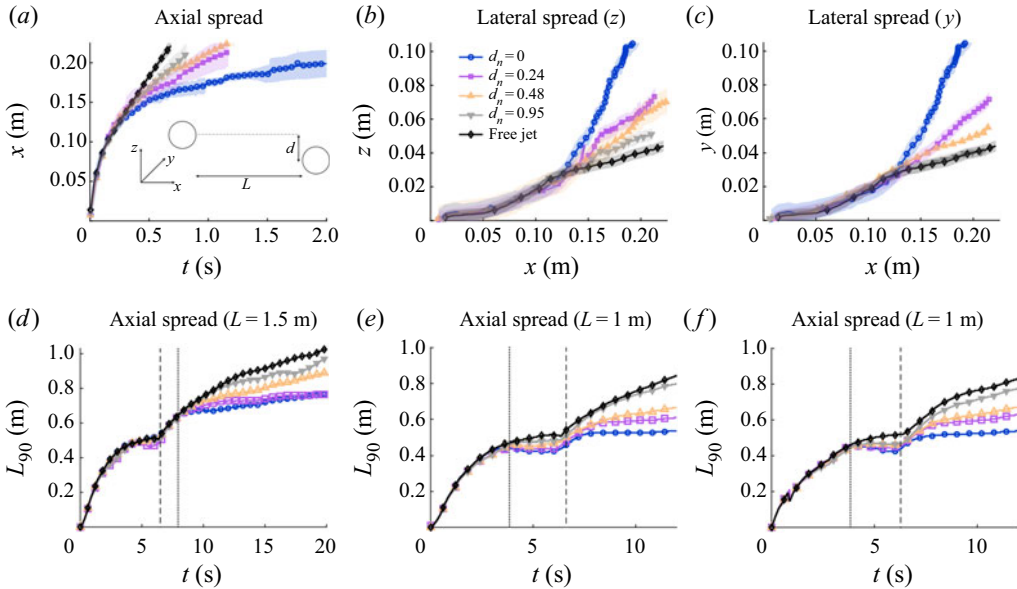 (a) Axial spread
(b) Lateral spread (z)
(c) Lateral spread (y)
x (m)
0.20
0.15
0.10
0.05
0 0.5 1.0 1.5 2.0
t (s)
z
y
x
L
d
z (m)
0.10
0.08
0.06
0.04
0.02
0 0.05 0.10 0.15 0.20
x (m)
d_n = 0
d_n = 0.24
d_n = 0.48
d_n = 0.95
Free jet
y (m)
0.10
0.08
0.06
0.04
0.02
0 0.05 0.10 0.15 0.20
x (m)
(d) Axial spread (L = 1.5 m)
(e) Axial spread (L = 1 m)
(f) Axial spread (L = 1 m)
L_90 (m)
1.0
0.8
0.6
0.4
0.2
0 5 10 15 20
t (s)
L_90 (m)
1.0
0.8
0.6
0.4
0.2
0 5 10
t (s)
L_90 (m)
1.0
0.8
0.6
0.4
0.2
0 5 10
t (s)